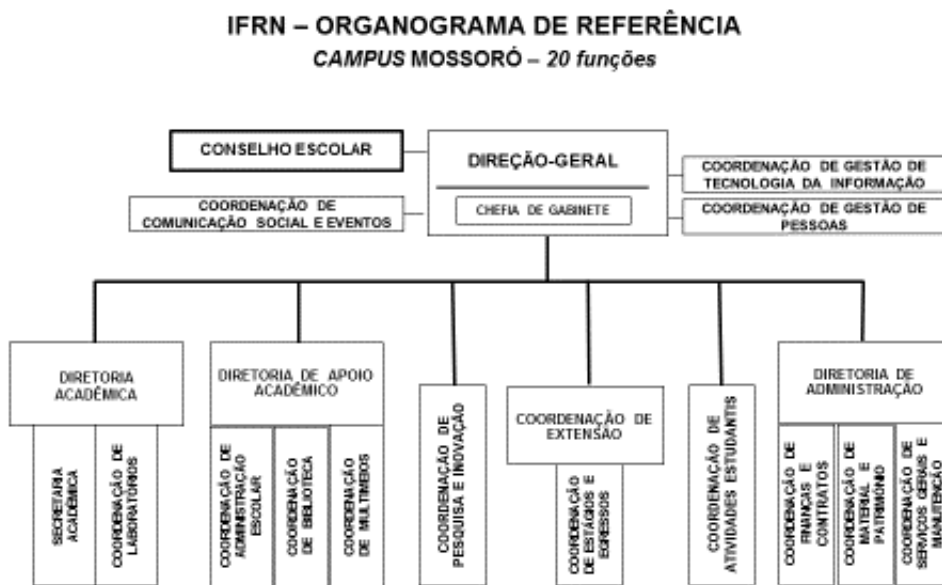 IFRN – ORGANOGRAMA DE REFERÊNCIA
CAMPUS MOSSORÓ – 20 funções
CONSELHO ESCOLAR
DIREÇÃO-GERAL
CHEFIA DE GABINETE
COORDENAÇÃO DE GESTÃO DE
TECNOLOGIA DA INFORMAÇÃO
COORDENAÇÃO DE
COMUNICAÇÃO SOCIAL E EVENTOS
COORDENAÇÃO DE GESTÃO DE
PESSOAS
DIRETORIA
ACADÊMICA
SECRETARIA
ACADÊMICA
COORDENAÇÃO DE
LABORATÓRIOS
DIRETORIA DE APOIO
ACADÊMICO
COORDENAÇÃO DE
ADMINISTRAÇÃO
ESCOLAR
COORDENAÇÃO
DE BIBLIOTECA
COORDENAÇÃO
DE MULTIMEIOS
COORDENAÇÃO DE
PESQUISA E INOVAÇÃO
COORDENAÇÃO DE
EXTENSÃO
COORDENAÇÃO
DE ESTÁGIOS E
EGRESSOS
COORDENAÇÃO DE
ATIVIDADES ESTUDANTIS
DIRETORIA DE
ADMINISTRAÇÃO
COORDENAÇÃO DE
FINANÇAS E
CONTRATOS
COORDENAÇÃO DE
MATERIAL E
PATRIMÔNIO
COORDENAÇÃO DE
SERVIÇOS GERAIS E
MANUTENCÃO